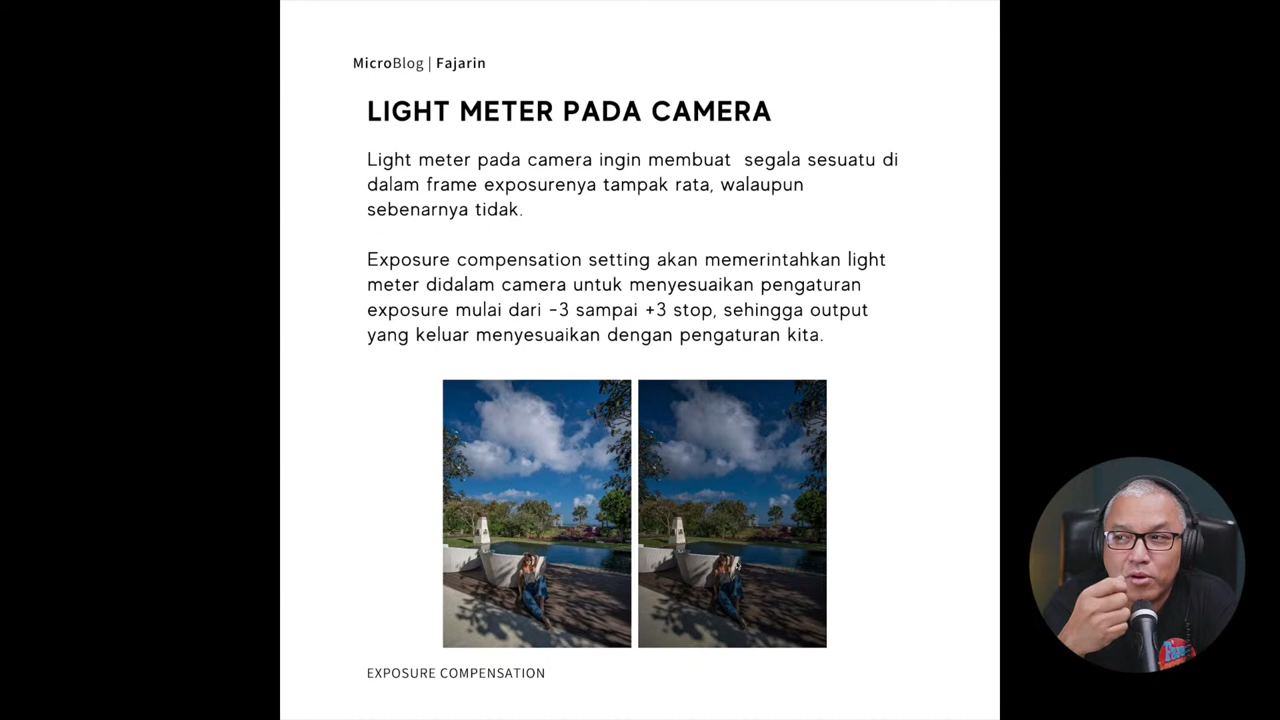 MicroBlog | Fajarin
LIGHT METER PADA CAMERA
Light meter pada camera ingin membuat segala sesuatu di
dalam frame exposurenya tampak rata, walaupun
sebenarnya tidak.
Exposure compensation setting akan memerintahkan light
meter didalam camera untuk menyesuaikan pengaturan
exposure mulai dari -3 sampai +3 stop, sehingga output
yang keluar menyesuaikan dengan pengaturan kita.
EXPOSURE COMPENSATION